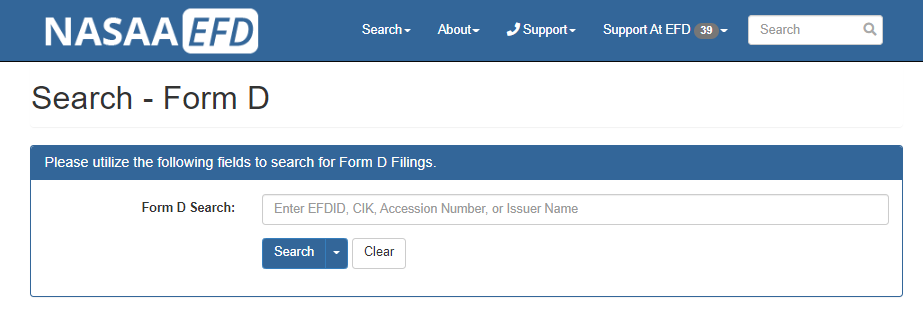 NASAA EFD
Search About Support Support At EFD 39 Search
Search - Form D
Please utilize the following fields to search for Form D Filings.
Form D Search: Enter EFDID, CIK, Accession Number, or Issuer Name
Search Clear